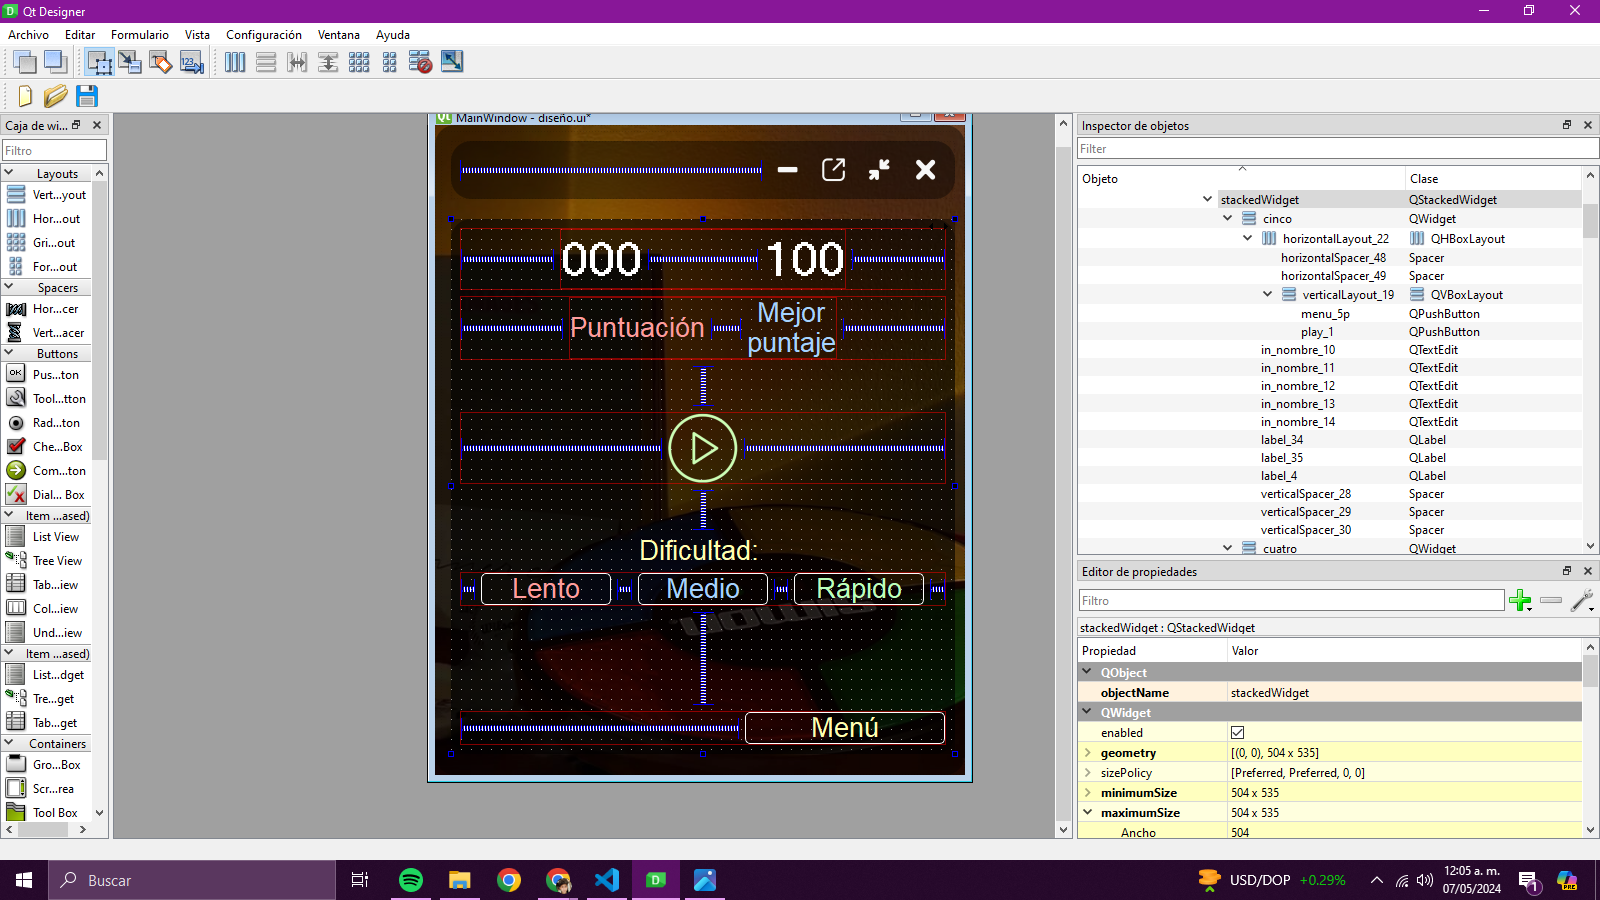 Qt Designer
Archivo Editar Formulario Vista Configuración Ventana Ayuda
Caja de wi...
Filtro
Layouts
Vert...yout
Hor...out
Gri...out
For...out
Spacers
Hor...cer
Vert...acer
Buttons
OK Pus...ton
Tool...tton
Rad...ton
Che...Box
Com...ton
Dial... Box
Item ...ased)
List View
Tree View
Tab...iew
Col...iew
Und...iew
Item ...ased)
List...dget
Tre...get
Tab...get
Containers
Gro...Box
Scr...rea
Tool Box
MainWindow - diseño.ui*
000 100
Puntuación Mejor
puntaje
Dificultad:
Lento Medio Rápido
Menú
Inspector de objetos
Filter
Objeto Clase
stackedWidget QStackedWidget
cinco QWidget
horizontalLayout_22 QHBoxLayout
horizontalSpacer_48 Spacer
horizontalSpacer_49 Spacer
verticalLayout_19 QVBoxLayout
menu_5p QPushButton
play_1 QPushButton
in_nombre_10 QTextEdit
in_nombre_11 QTextEdit
in_nombre_12 QTextEdit
in_nombre_13 QTextEdit
in_nombre_14 QTextEdit
label_34 QLabel
label_35 QLabel
label_4 QLabel
verticalSpacer_28 Spacer
verticalSpacer_29 Spacer
verticalSpacer_30 Spacer
cuatro QWidget
Editor de propiedades
Filtro
stackedWidget : QStackedWidget
Propiedad Valor
QObject
objectName stackedWidget
QWidget
enabled
geometry [(0, 0), 504 x 535]
sizePolicy [Preferred, Preferred, 0, 0]
minimumSize 504 x 535
maximumSize 504 x 535
Ancho 504
Buscar
USD/DOP +0.29%
12:05 a. m.
07/05/2024
1
PRE